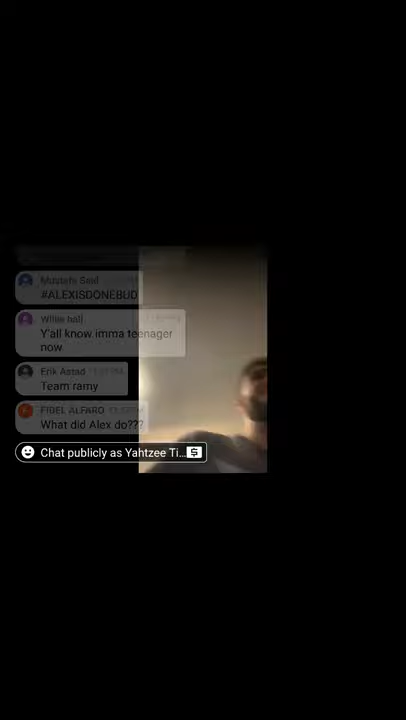 Mustafa Said
#ALEXISDONEBUD
Willie hall
Y'all know imma teenager
now
Erik Astad
Team ramy
FIDEL ALFARO
What did Alex do???
Chat publicly as Yahtzee Ti...